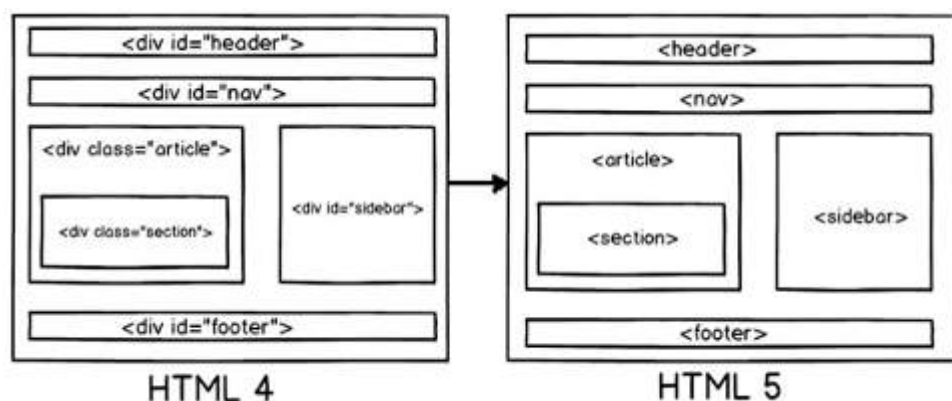 <div id="header">
<div id="nav">
<div class="article">
<div class="section">
<div id="sidebar">
<div id="footer">
HTML 4
<header>
<nav>
<article>
<section>
<sidebar>
<footer>
HTML 5